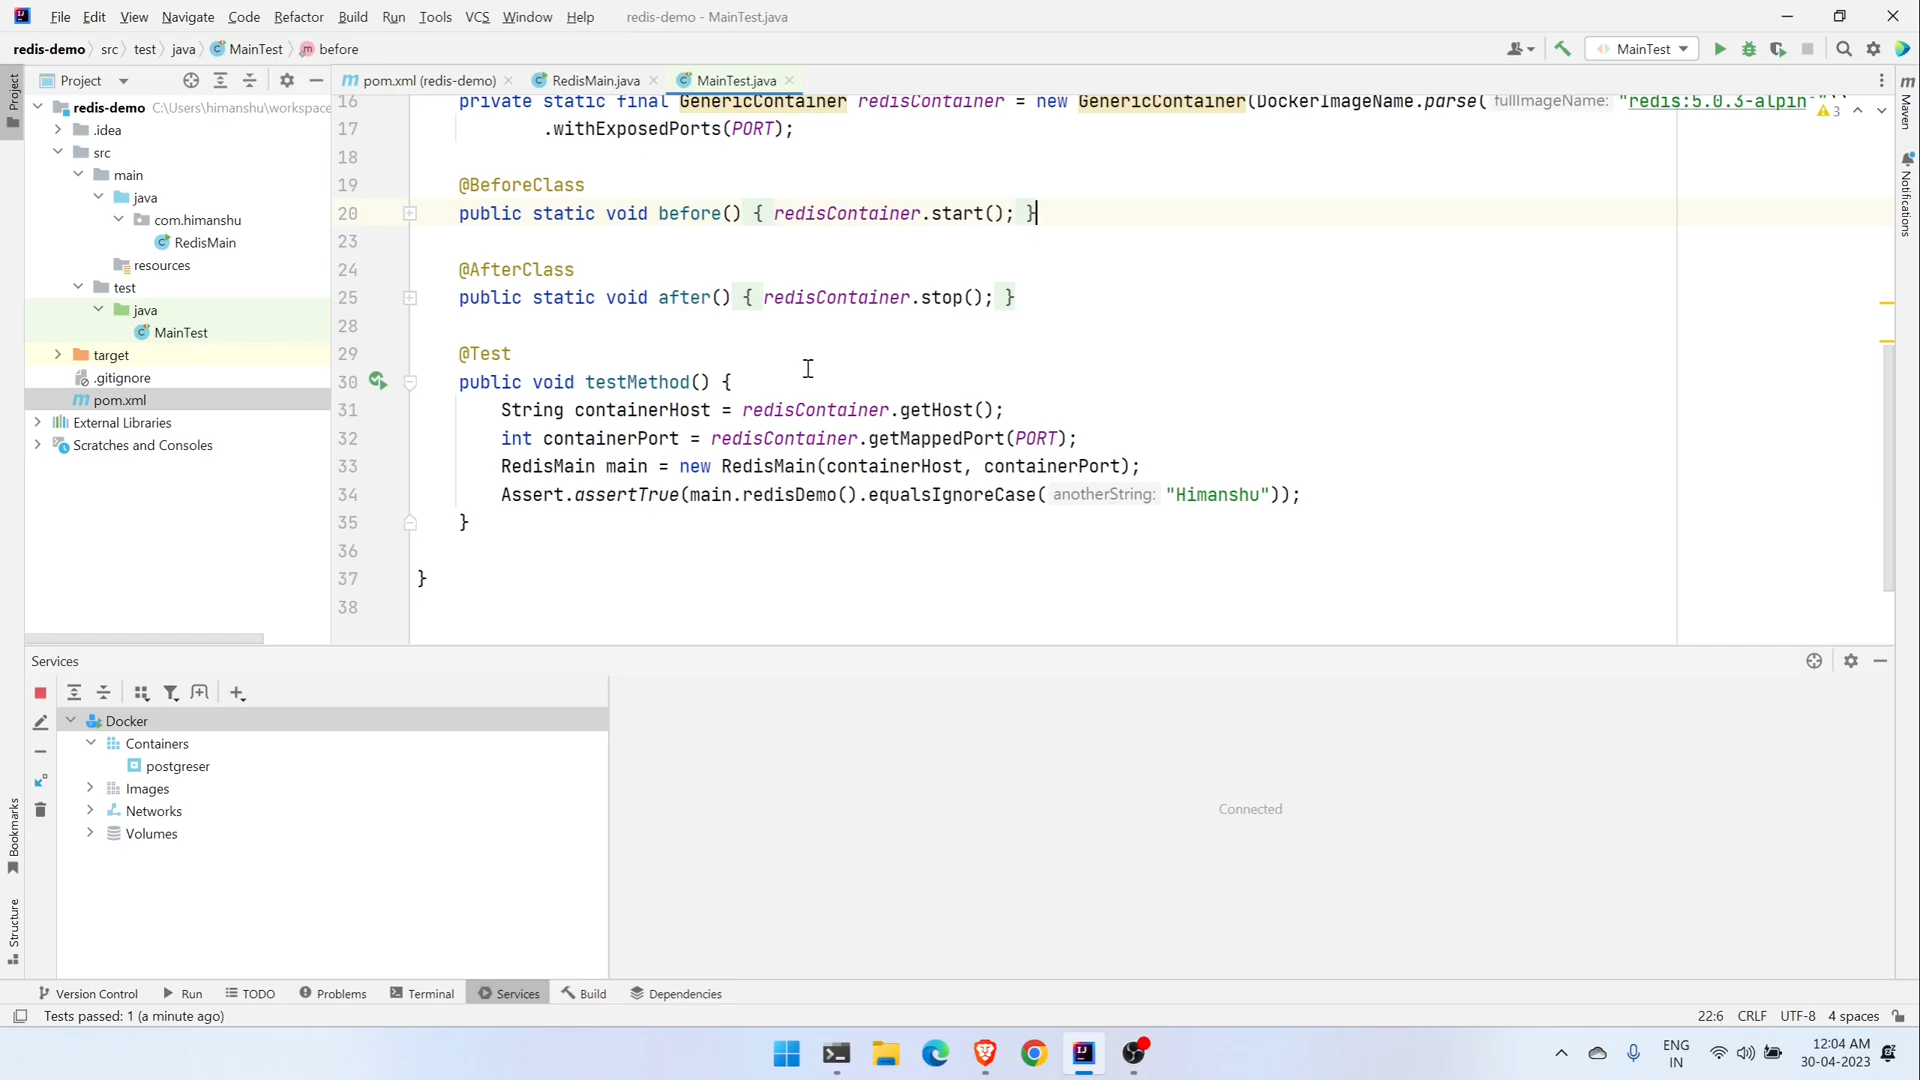 File Edit View Navigate Code Refactor Build Run Tools VCS Window Help redis-demo - MainTest.java
redis-demo src test java MainTest before MainTest
Project pom.xml (redis-demo) RedisMain.java MainTest.java
Project
redis-demo C:\Users\himanshu\workspace
.idea
src
main
java
com.himanshu
RedisMain
resources
test
java
MainTest
target
.gitignore
pom.xml
External Libraries
Scratches and Consoles
16 private static final GenericContainer redisContainer = new GenericContainer(DockerImageName.parse( fullImageName: "redis:5.0.3-alpin
3
17 .withExposedPorts(PORT);
18
19 @BeforeClass
20 public static void before() { redisContainer.start(); }
23
24 @AfterClass
25 public static void after() { redisContainer.stop(); }
28
29 @Test
30 public void testMethod() {
31 String containerHost = redisContainer.getHost();
32 int containerPort = redisContainer.getMappedPort(PORT);
33 RedisMain main = new RedisMain(containerHost, containerPort);
34 Assert.assertTrue(main.redisDemo().equalsIgnoreCase( anotherString: "Himanshu"));
35 }
36
37 }
38
Maven
Notifications
Services
Docker
Containers
postgreser
Images
Networks
Volumes
Connected
Bookmarks
Structure
Version Control Run TODO Problems Terminal Services Build Dependencies
Tests passed: 1 (a minute ago) 22:6 CRLF UTF-8 4 spaces
ENG
IN
12:04 AM
30-04-2023